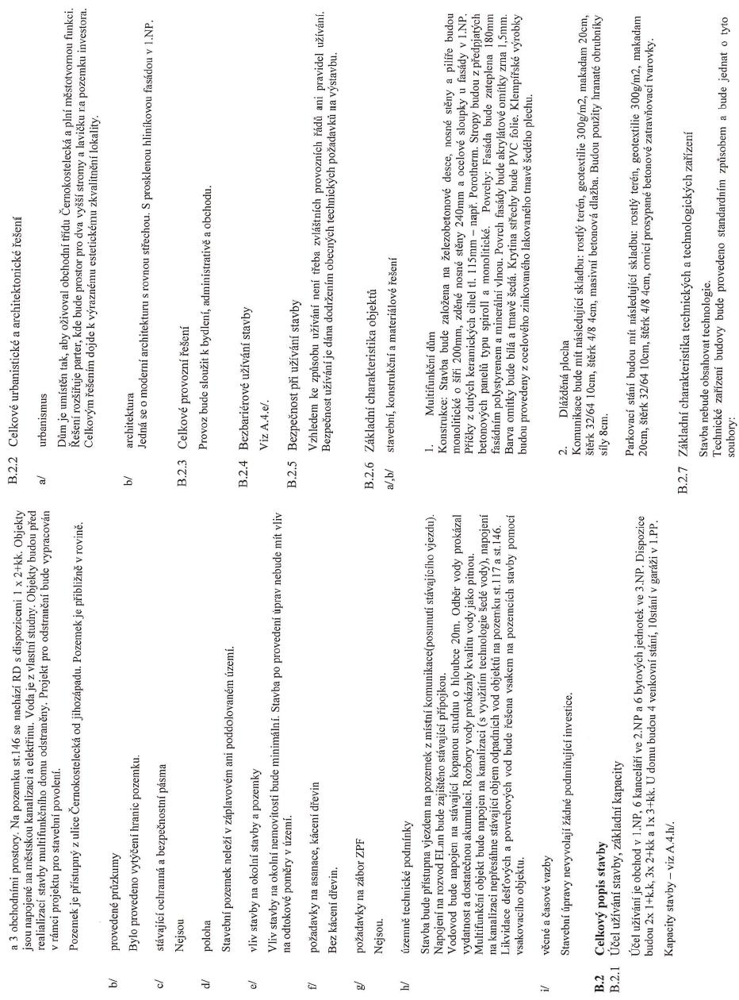 a 3 obchodními prostory. Na pozemku st.146 se nachází RD s dispozicemi 1 x 2+kk. Objekty
jsou napojené na městskou kanalizaci a elektřinu. Voda je z vlastní studny. Objekty budou před
realializací stavby multifunkčního domu odstraněny. Projekt pro odstranění bude vypracován
v rámci projektu pro stavební povolení.
Pozemek je přístupný z ulice Černokostelecká od jihozápadu. Pozemek je přibližně v rovině.
b/ provedené průzkumy
Bylo provedeno vytýčení hranic pozemku.
c/ stávající ochranná a bezpečnostní pásma
Nejsou
d/ poloha
Stavební pozemek neleží v záplavovém ani poddolovaném území.
e/ vliv stavby na okolní stavby a pozemky
Vliv stavby na okolní nemovitosti bude minimální. Stavba po provedení úprav nebude mít vliv
na odtokové poměry v území.
f/ požadavky na asanace, kácení dřevin
Bez kácení dřevin.
g/ požadavky na zábor ZPF
Nejsou.
h/ územně technické podmínky
Stavba bude přístupna vjezdem na pozemek z místní komunikace(posunutí stávajícího vjezdu).
Napojení na rozvod ELnn bude zajištěno stávající přípojkou.
Vodovod bude napojen na stávající kopanou studnu o hloubce 20m. Odběr vody prokázal
vydatnost a dostatečnou akumulaci. Rozbory vody prokázaly kvalitu vody jako pitnou.
Multifunkční objekt bude napojen na kanalizaci (s využitím technologie šedé vody), napojení
na kanalizaci nepřesáhne stávající objem odpadních vod objektů na pozemku st.117 a st.146.
Likvidace dešťových a povrchových vod bude řešena vsakem na pozemcích stavby pomocí
vsakovacího objektu.
i/ věcné a časové vazby
Stavební úpravy nevyvolají žádné podmiňující investice.
B.2 Celkový popis stavby
B.2.1 Účel užívání stavby, základní kapacity
Účel užívání je obchod v 1.NP, 6 kanceláří ve 2.NP a 6 bytových jednotek ve 3.NP. Dispozice
budou 2x 1+k.k, 3x 2+kk a 1x 3+kk. U domu budou 4 venkovní stání, 10stání v garáži v 1.PP.
Kapacity stavby – viz A.4.h/.
B.2.2 Celkové urbanistické a architektonické řešení
a/ urbanismus
Dům je umístěn tak, aby oživoval obchodní třídu Černokostelecká a plní městotvornou funkci.
Řešení rozšiřuje parter, kde bude prostor pro dva vyšší stromy a lavičku na pozemku investora.
Celkovým řešením dojde k výraznému estetickému zkvalitnění lokality.
b/ architektura
Jedná se o moderní architekturu s rovnou střechou. S prosklenou hliníkovou fasádou v 1.NP.
B.2.3 Celkové provozní řešení
Provoz bude sloužit k bydlení, administrativě a obchodu.
B.2.4 Bezbariérové užívání stavby
Viz A.4.e/.
B.2.5 Bezpečnost při užívání stavby
Vzhledem ke způsobu užívání není třeba zvláštních provozních řádů ani pravidel užívání.
Bezpečnost užívání je dána dodržením obecných technických požadavků na výstavbu.
B.2.6 Základní charakteristika objektů
a/,b/ stavební, konstrukční a materiálové řešení
1. Multifunkční dům
Konstrukce: Stavba bude založena na železobetonové desce, nosné stěny a pilíře budou
monolitické o šíři 200mm, zděné nosné stěny 240mm a ocelové sloupky u fasády v 1.NP.
Příčky z dutých keramických cihel tl. 115mm – např. Porotherm. Stropy budou z předpjatých
betonových panelů typu spiroll a monolitické. Povrchy: Fasáda bude zateplena 180mm
fasádním polystyrenem a minerální vlnou. Povrch fasády bude akrylátové omítky zrna 1,5mm.
Barva omítky bude bílá a tmavě šedá. Krytina střechy bude PVC folie. Klempířské výrobky
budou provedeny z ocelového zinkovaného lakovaného tmavě šedého plechu.
2. Dlážděná plocha
Komunikace bude mít následující skladbu: rostlý terén, geotextilie 300g/m2, makadam 20cm,
štěrk 32/64 10cm, štěrk 4/8 4cm, masivní betonová dlažba. Budou použity hranaté obrubníky
síly 8cm.
Parkovací stání budou mít následující skladbu: rostlý terén, geotextilie 300g/m2, makadam
20cm, štěrk 32/64 10cm, štěrk 4/8 4cm, ornicí prosypané betonové zatravňovací tvarovky.
B.2.7 Základní charakteristika technických a technologických zařízení
Stavba nebude obsahovat technologie.
Technické zařízení budovy bude provedeno standardním způsobem a bude jednat o tyto
soubory: